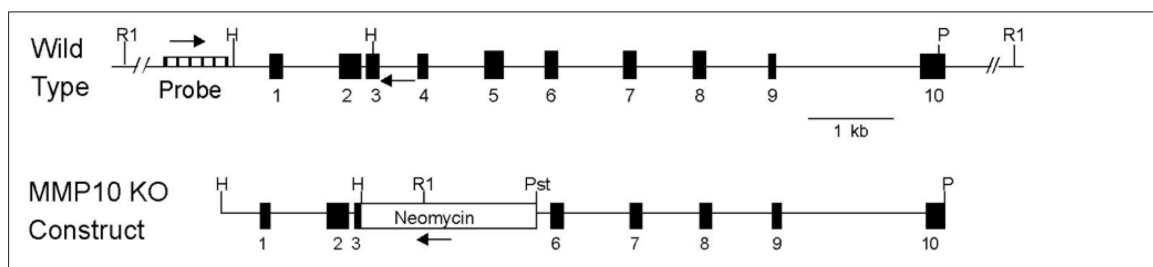 Wild Type
R1 H H P R1
Probe
1 2 3 4 5 6 7 8 9 10
1 kb
MMP10 KO Construct
H H R1 Pst P
Neomycin
1 2 3 6 7 8 9 10